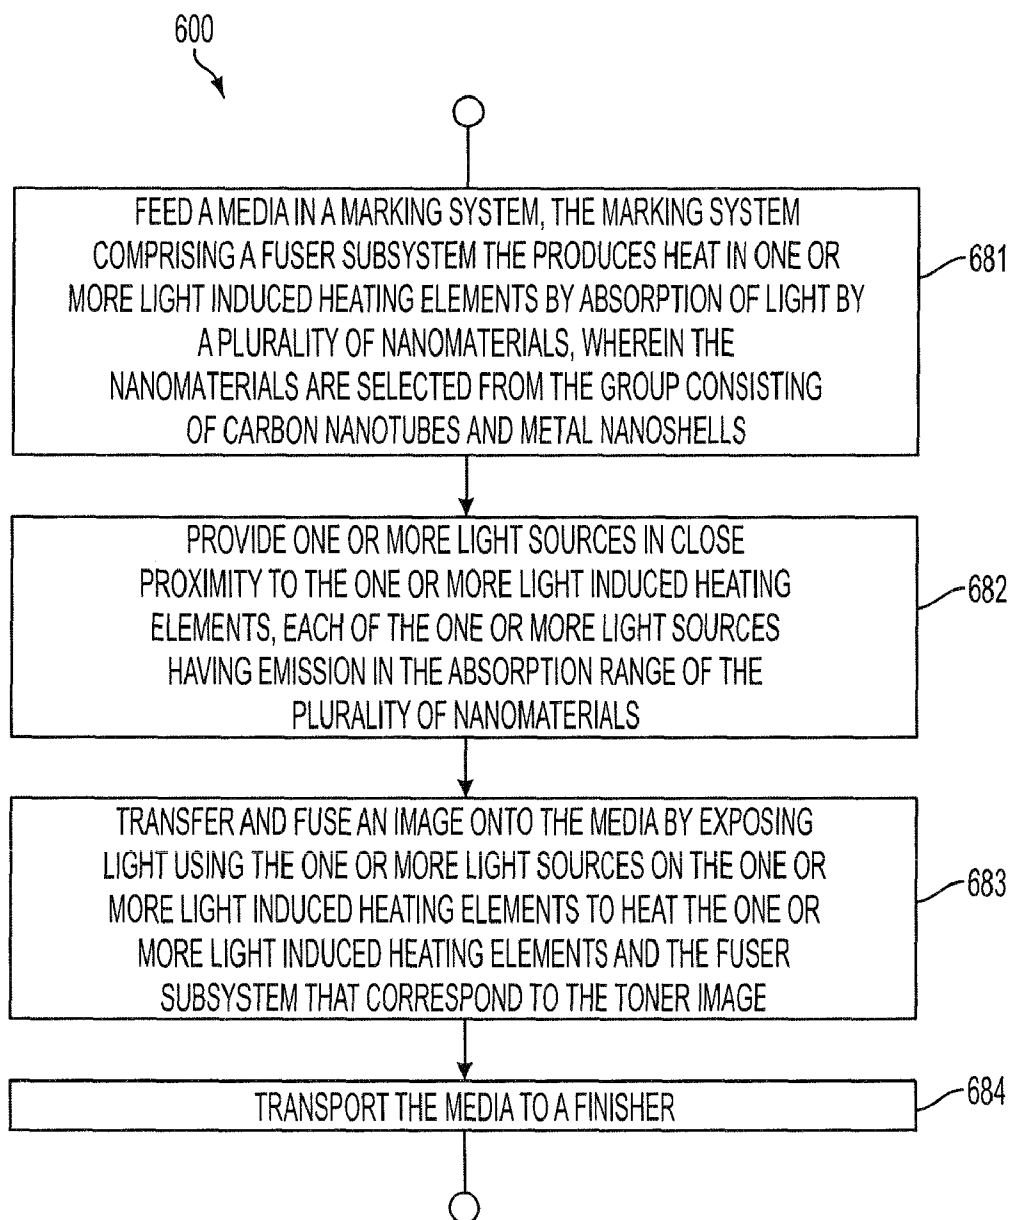 600
FEED A MEDIA IN A MARKING SYSTEM, THE MARKING SYSTEM
COMPRISING A FUSER SUBSYSTEM THE PRODUCES HEAT IN ONE OR
MORE LIGHT INDUCED HEATING ELEMENTS BY ABSORPTION OF LIGHT BY
A PLURALITY OF NANOMATERIALS, WHEREIN THE
NANOMATERIALS ARE SELECTED FROM THE GROUP CONSISTING
OF CARBON NANOTUBES AND METAL NANOSHELLS
681
PROVIDE ONE OR MORE LIGHT SOURCES IN CLOSE
PROXIMITY TO THE ONE OR MORE LIGHT INDUCED HEATING
ELEMENTS, EACH OF THE ONE OR MORE LIGHT SOURCES
HAVING EMISSION IN THE ABSORPTION RANGE OF THE
PLURALITY OF NANOMATERIALS
682
TRANSFER AND FUSE AN IMAGE ONTO THE MEDIA BY EXPOSING
LIGHT USING THE ONE OR MORE LIGHT SOURCES ON THE ONE OR
MORE LIGHT INDUCED HEATING ELEMENTS TO HEAT THE ONE OR
MORE LIGHT INDUCED HEATING ELEMENTS AND THE FUSER
SUBSYSTEM THAT CORRESPOND TO THE TONER IMAGE
683
TRANSPORT THE MEDIA TO A FINISHER
684